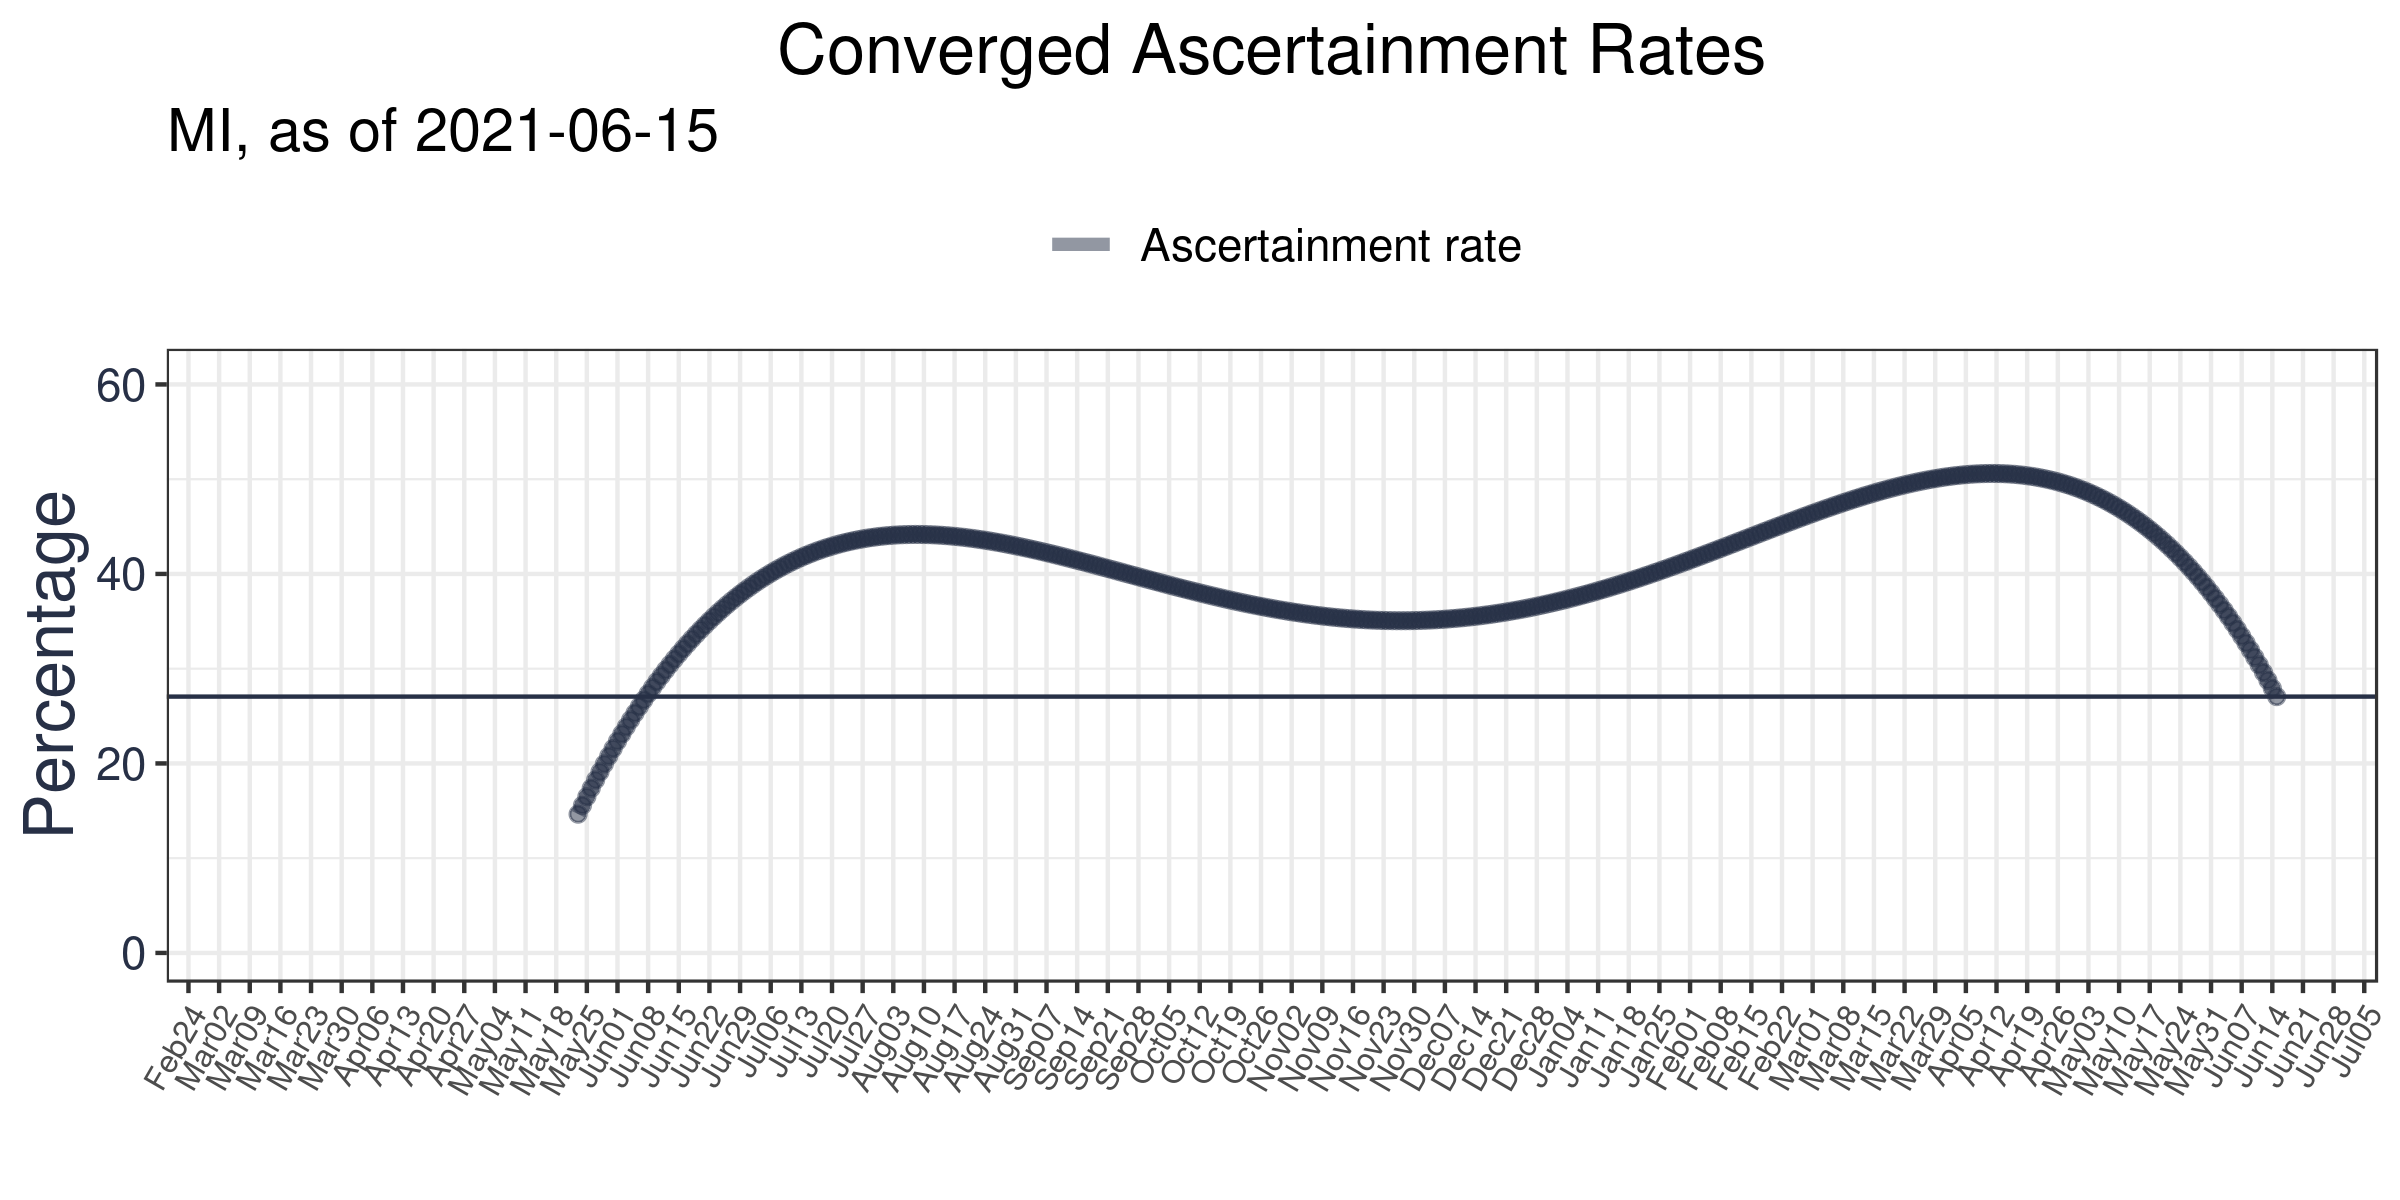 Converged Ascertainment Rates
MI, as of 2021-06-15
Ascertainment rate
Percentage
60
40
20
0
Feb24
Mar02
Mar09
Mar16
Mar23
Mar30
Apr06
Apr13
Apr20
Apr27
May04
May11
May18
May25
Jun01
Jun08
Jun15
Jun22
Jun29
Jul06
Jul13
Jul20
Jul27
Aug03
Aug10
Aug17
Aug24
Aug31
Sep07
Sep14
Sep21
Sep28
Oct05
Oct12
Oct19
Oct26
Nov02
Nov09
Nov16
Nov23
Nov30
Dec07
Dec14
Dec21
Dec28
Jan04
Jan11
Jan18
Jan25
Feb01
Feb08
Feb15
Feb22
Mar01
Mar08
Mar15
Mar22
Mar29
Apr05
Apr12
Apr19
Apr26
May03
May10
May17
May24
May31
Jun07
Jun14
Jun21
Jun28
Jul05